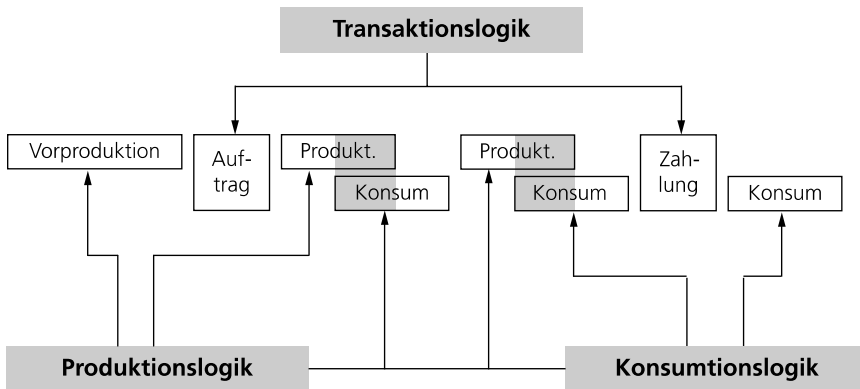 Transaktionslogik
Vorproduktion
Auf-
trag
Produkt.
Konsum
Produkt.
Konsum
Zah-
lung
Konsum
Produktionslogik
Konsumtionslogik